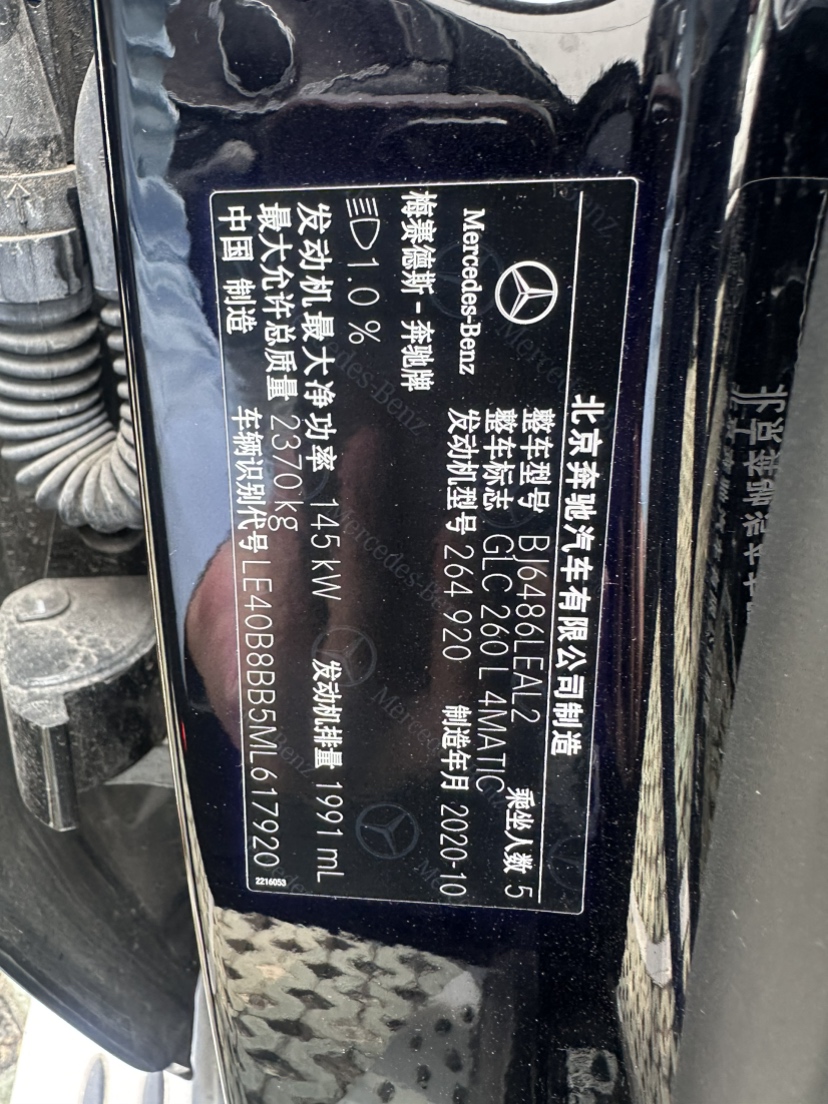 北京奔驰汽车有限公司制造
Mercedes-Benz
整车型号 BJ6486LEAL2 乘坐人数 5
整车标志 GLC 260 L 4MATIC
梅赛德斯-奔驰牌 发动机型号 264 920 制造年月 2020-10
10 %
发动机最大净功率 145 kW 发动机排量 1991 mL
最大允许总质量 2370 kg
中国 制造 车辆识别代号 LE40B8BB5ML617920
2216053